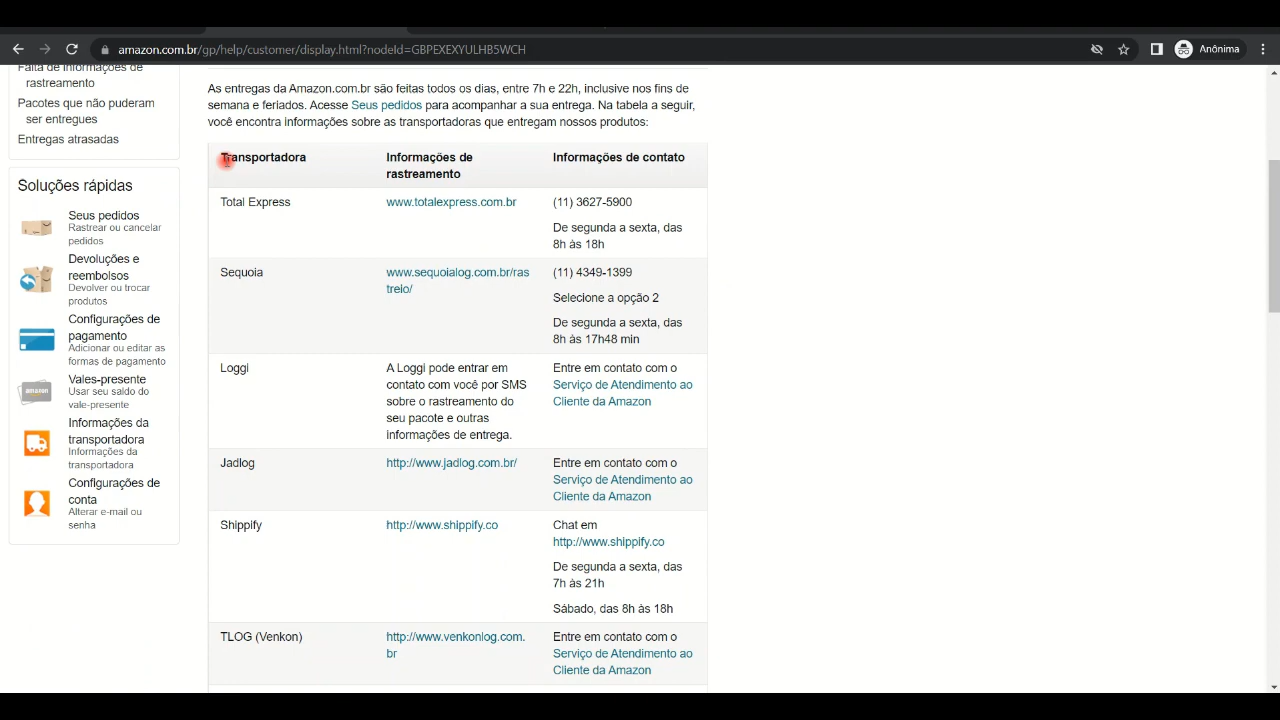 amazon.com.br/gp/help/customer/display.html?nodeId=GBPEXEXYULHB5WCH
Anônima
Falta de informações de
rastreamento
Pacotes que não puderam
ser entregues
Entregas atrasadas
Soluções rápidas
Seus pedidos
Rastrear ou cancelar
pedidos
Devoluções e
reembolsos
Devolver ou trocar
produtos
Configurações de
pagamento
Adicionar ou editar as
formas de pagamento
amazon
Vales-presente
Usar seu saldo do
vale-presente
Informações da
transportadora
Informações da
transportadora
Configurações de
conta
Alterar e-mail ou
senha
As entregas da Amazon.com.br são feitas todos os dias, entre 7h e 22h, inclusive nos fins de
semana e feriados. Acesse Seus pedidos para acompanhar a sua entrega. Na tabela a seguir,
você encontra informações sobre as transportadoras que entregam nossos produtos:
Transportadora
Informações de
rastreamento
Informações de contato
Total Express
www.totalexpress.com.br
(11) 3627-5900
De segunda a sexta, das
8h às 18h
Sequoia
www.sequoialog.com.br/ras
treio/
(11) 4349-1399
Selecione a opção 2
De segunda a sexta, das
8h às 17h48 min
Loggi
A Loggi pode entrar em
contato com você por SMS
sobre o rastreamento do
seu pacote e outras
informações de entrega.
Entre em contato com o
Serviço de Atendimento ao
Cliente da Amazon
Jadlog
http://www.jadlog.com.br/
Entre em contato com o
Serviço de Atendimento ao
Cliente da Amazon
Shippify
http://www.shippify.co
Chat em
http://www.shippify.co
De segunda a sexta, das
7h às 21h
Sábado, das 8h às 18h
TLOG (Venkon)
http://www.venkonlog.com.
br
Entre em contato com o
Serviço de Atendimento ao
Cliente da Amazon